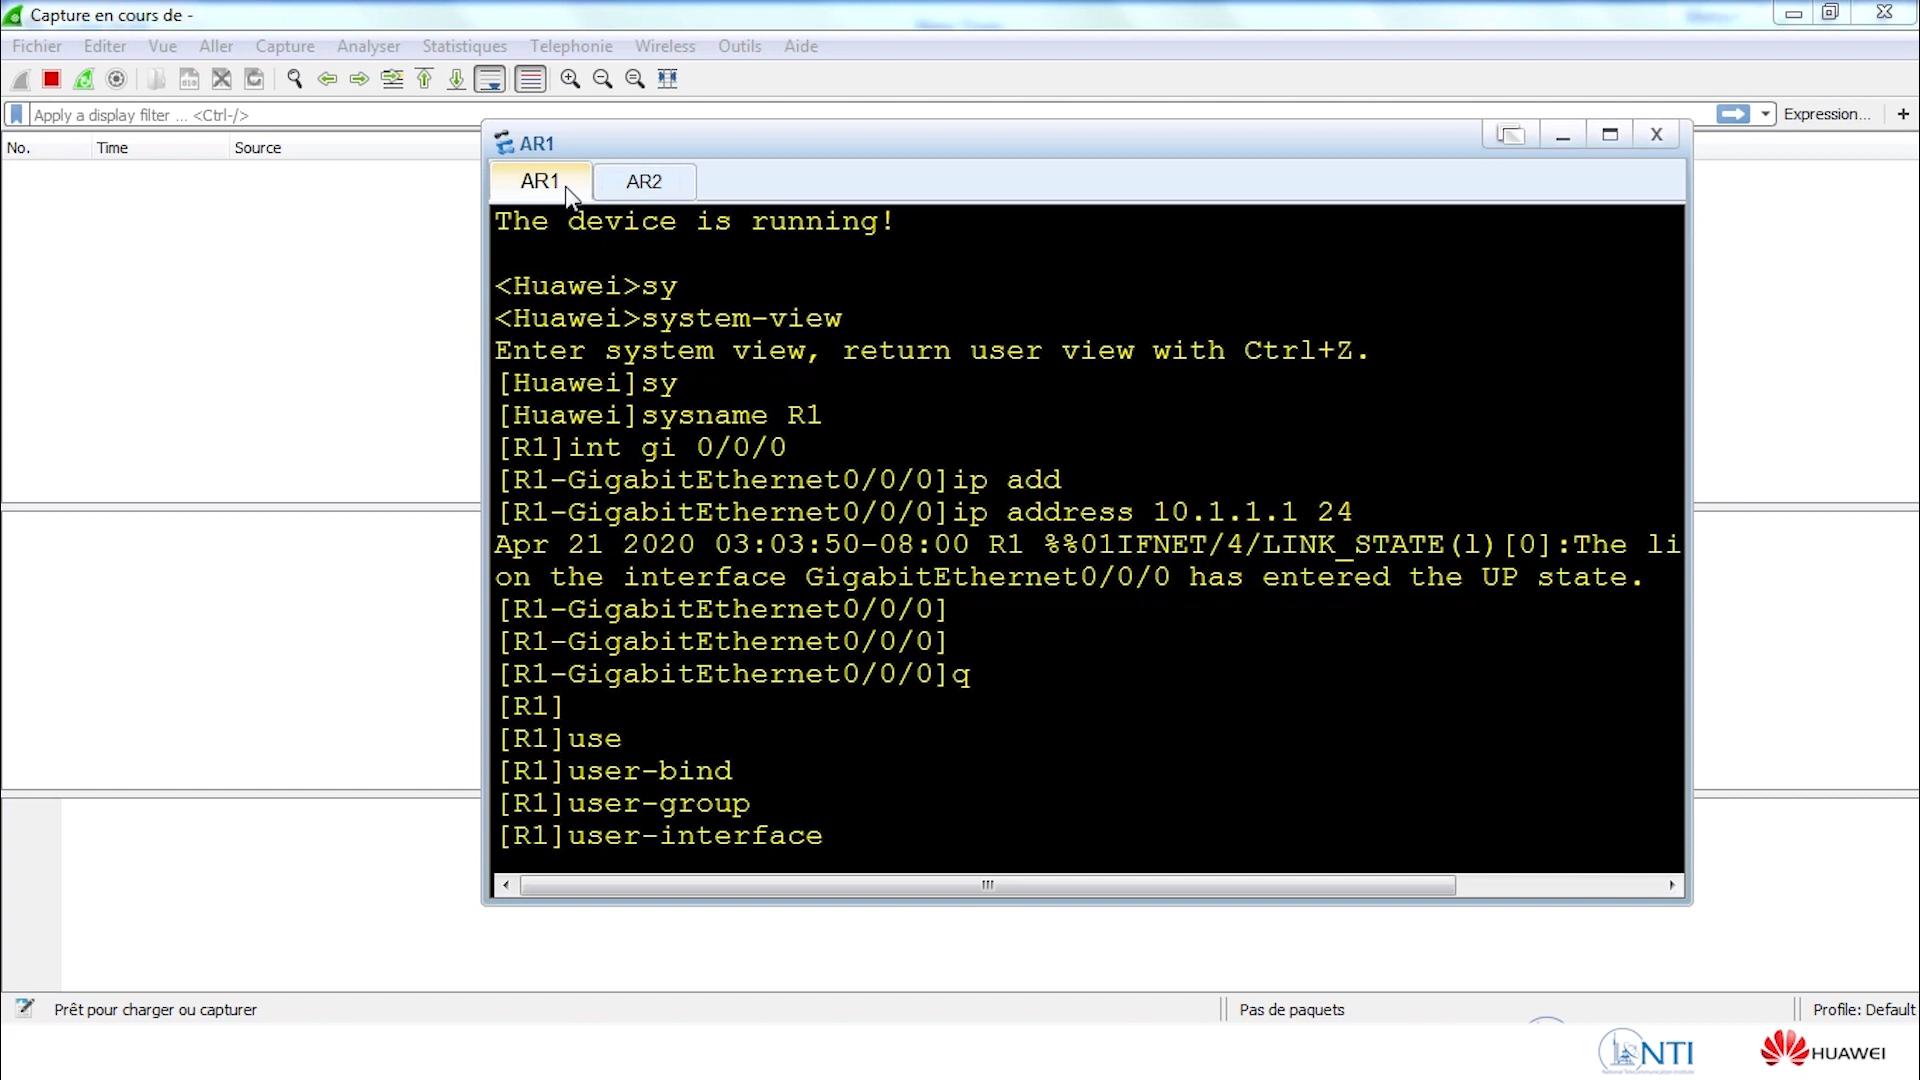 Capture en cours de -
Fichier Editer Vue Aller Capture Analyser Statistiques Telephonie Wireless Outils Aide
Apply a display filter ... <Ctrl-/>
Expression... +
No. Time Source
AR1
AR1 AR2
The device is running!
<Huawei>sy
<Huawei>system-view
Enter system view, return user view with Ctrl+Z.
[Huawei]sy
[Huawei]sysname R1
[R1]int gi 0/0/0
[R1-GigabitEthernet0/0/0]ip add
[R1-GigabitEthernet0/0/0]ip address 10.1.1.1 24
Apr 21 2020 03:03:50-08:00 R1 %%01IFNET/4/LINK_STATE(l)[0]:The li
on the interface GigabitEthernet0/0/0 has entered the UP state.
[R1-GigabitEthernet0/0/0]
[R1-GigabitEthernet0/0/0]
[R1-GigabitEthernet0/0/0]q
[R1]
[R1]use
[R1]user-bind
[R1]user-group
[R1]user-interface
Prêt pour charger ou capturer
Pas de paquets
Profile: Default
NTI
HUAWEI